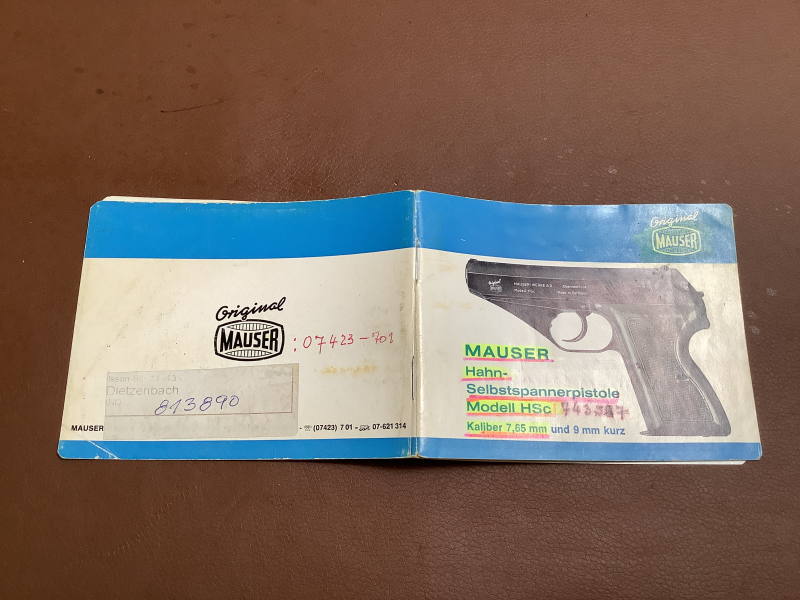 Original
MAUSER
: 07423-701
Dietzenbach
813890
MAUSER
(07423) 7 01 - 07-621 314
Original
MAUSER
MAUSER
Hahn-
Selbstspannerpistole
Modell HSc
Kaliber 7,65 mm und 9 mm kurz